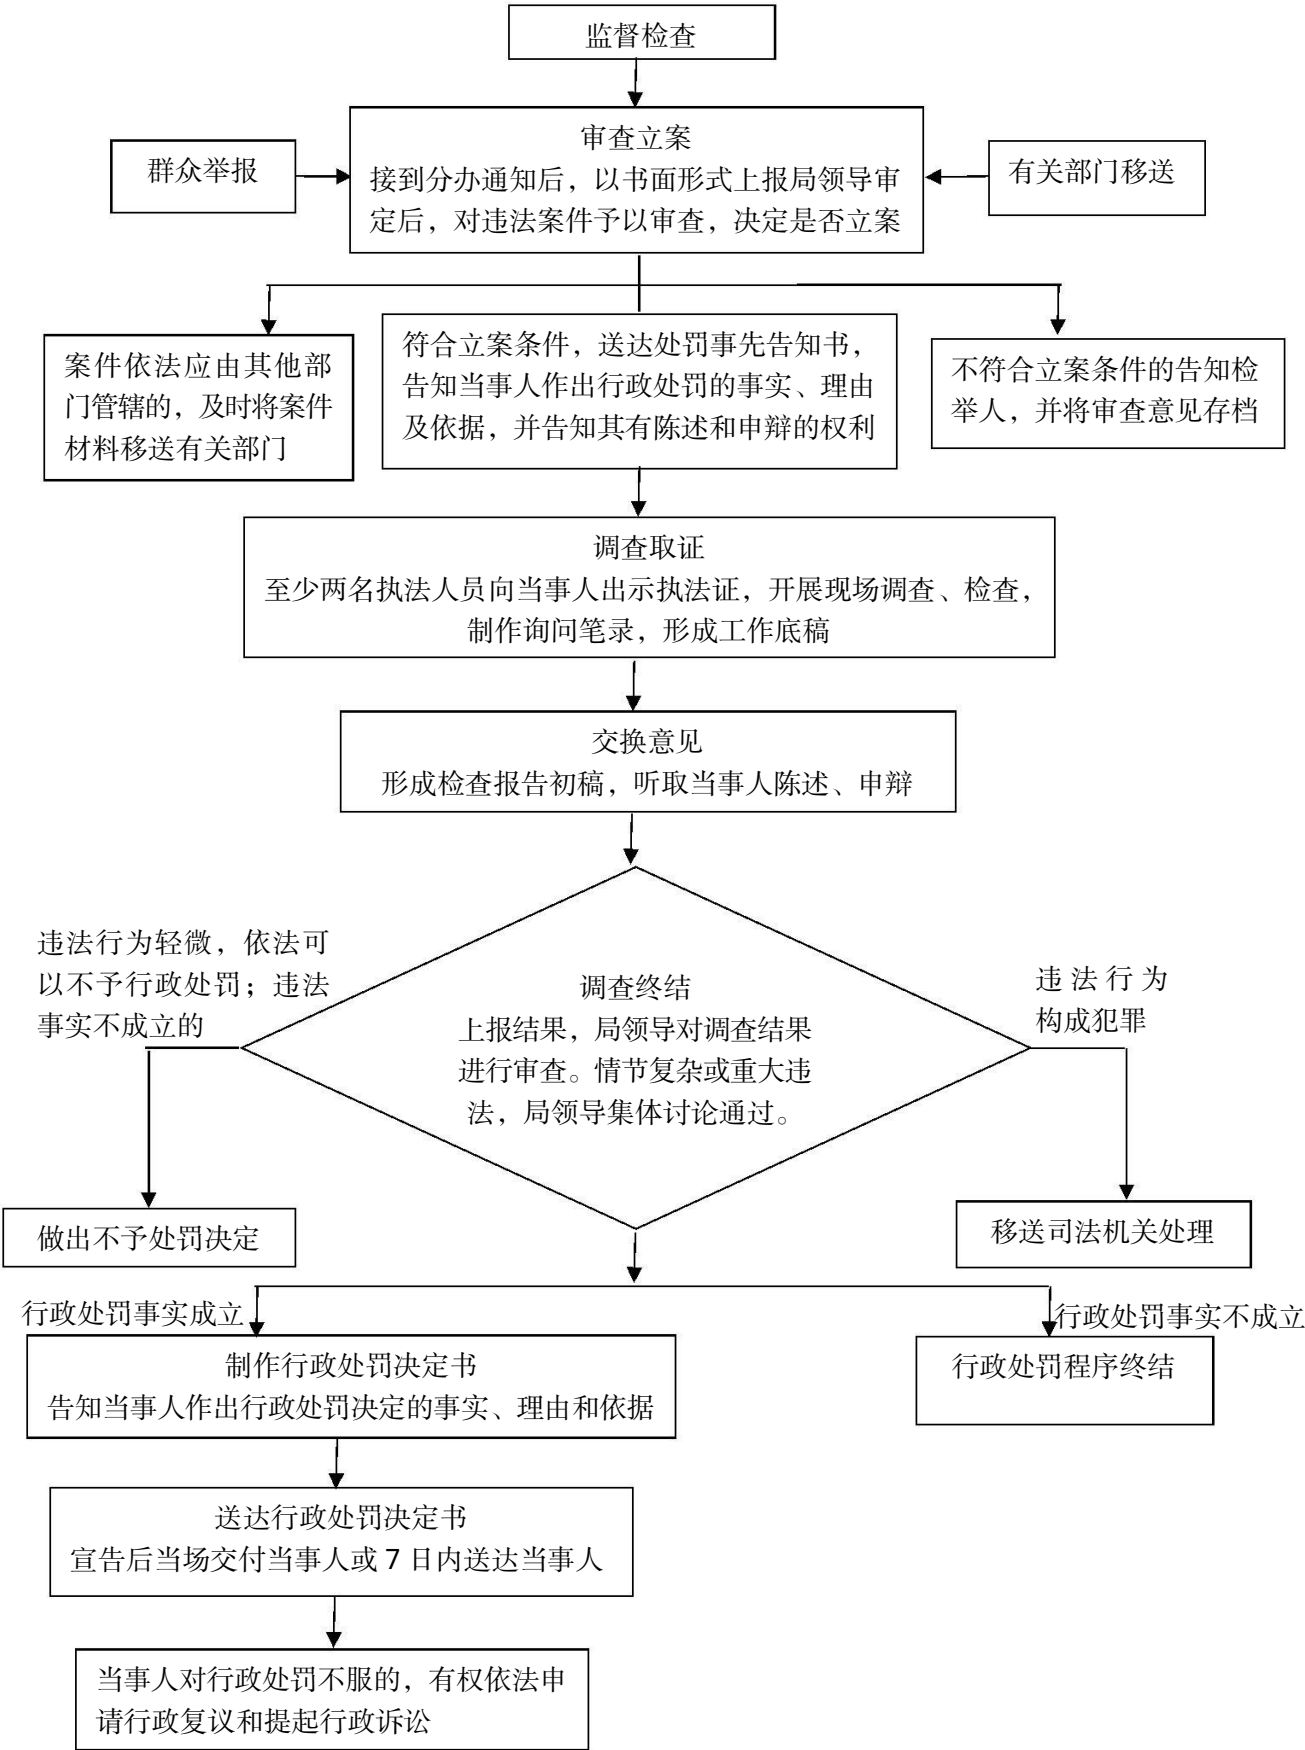 监督检查
审查立案
接到分办通知后，以书面形式上报局领导审
定后，对违法案件予以审查，决定是否立案
群众举报
有关部门移送
案件依法应由其他部
门管辖的，及时将案件
材料移送有关部门
符合立案条件，送达处罚事先告知书，
告知当事人作出行政处罚的事实、理由
及依据，并告知其有陈述和申辩的权利
不符合立案条件的告知检
举人，并将审查意见存档
调查取证
至少两名执法人员向当事人出示执法证，开展现场调查、检查，
制作询问笔录，形成工作底稿
交换意见
形成检查报告初稿，听取当事人陈述、申辩
违法行为轻微，依法可
以不予行政处罚；违法
事实不成立的
调查终结
上报结果，局领导对调查结果
进行审查。情节复杂或重大违
法，局领导集体讨论通过。
违法行为
构成犯罪
做出不予处罚决定
移送司法机关处理
行政处罚事实成立
行政处罚事实不成立
制作行政处罚决定书
告知当事人作出行政处罚决定的事实、理由和依据
行政处罚程序终结
送达行政处罚决定书
宣告后当场交付当事人或 7 日内送达当事人
当事人对行政处罚不服的，有权依法申
请行政复议和提起行政诉讼